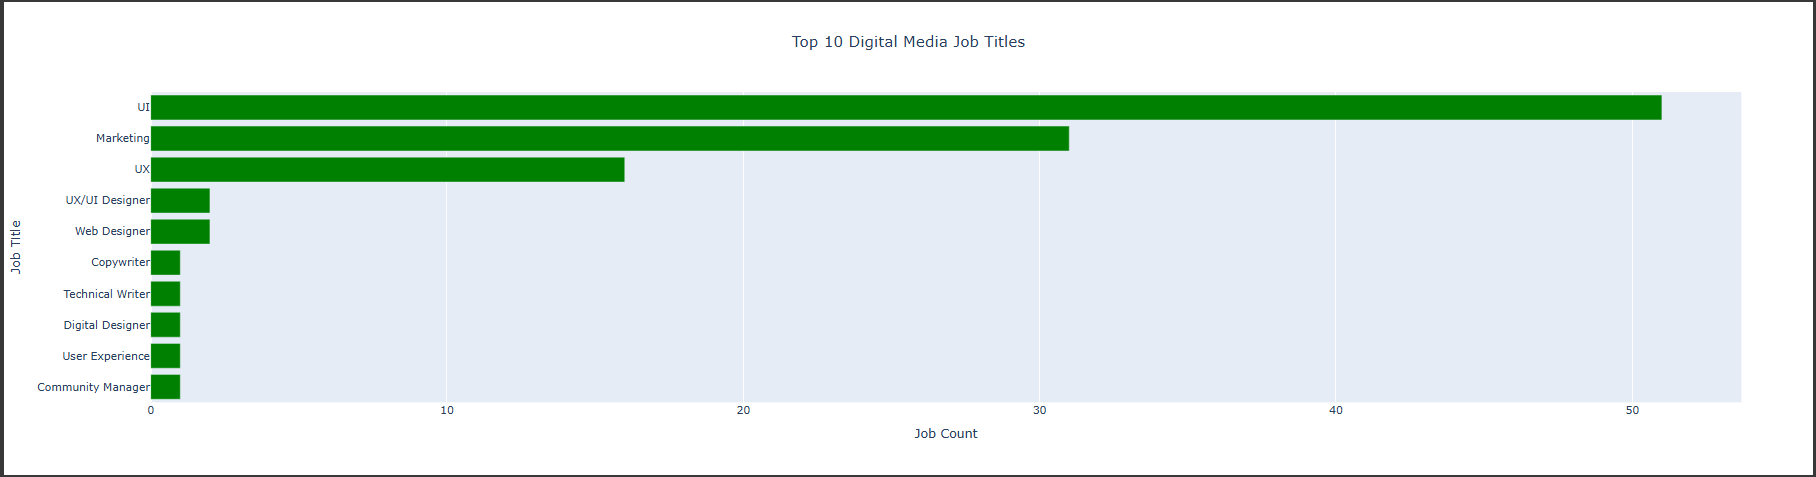 Top 10 Digital Media Job Titles
Job Title
UI
Marketing
UX
UX/UI Designer
Web Designer
Copywriter
Technical Writer
Digital Designer
User Experience
Community Manager
0 10 20 30 40 50
Job Count